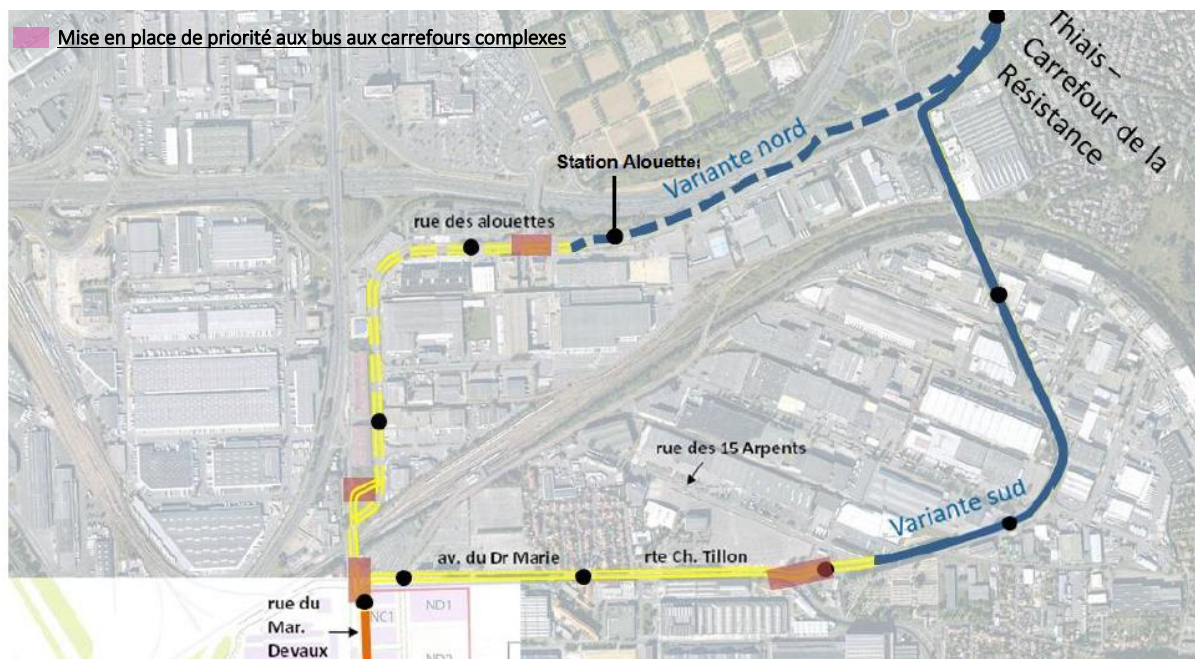 Mise en place de priorité aux bus aux carrefours complexes
Thiais –
Carrefour de la
Résistance
Variante nord
Station Alouettes
rue des alouettes
rue des 15 Arpents
Variante sud
av. du Dr Marie
rte Ch. Tillon
rue du
Mar.
Devaux
NC1
ND1
ND2